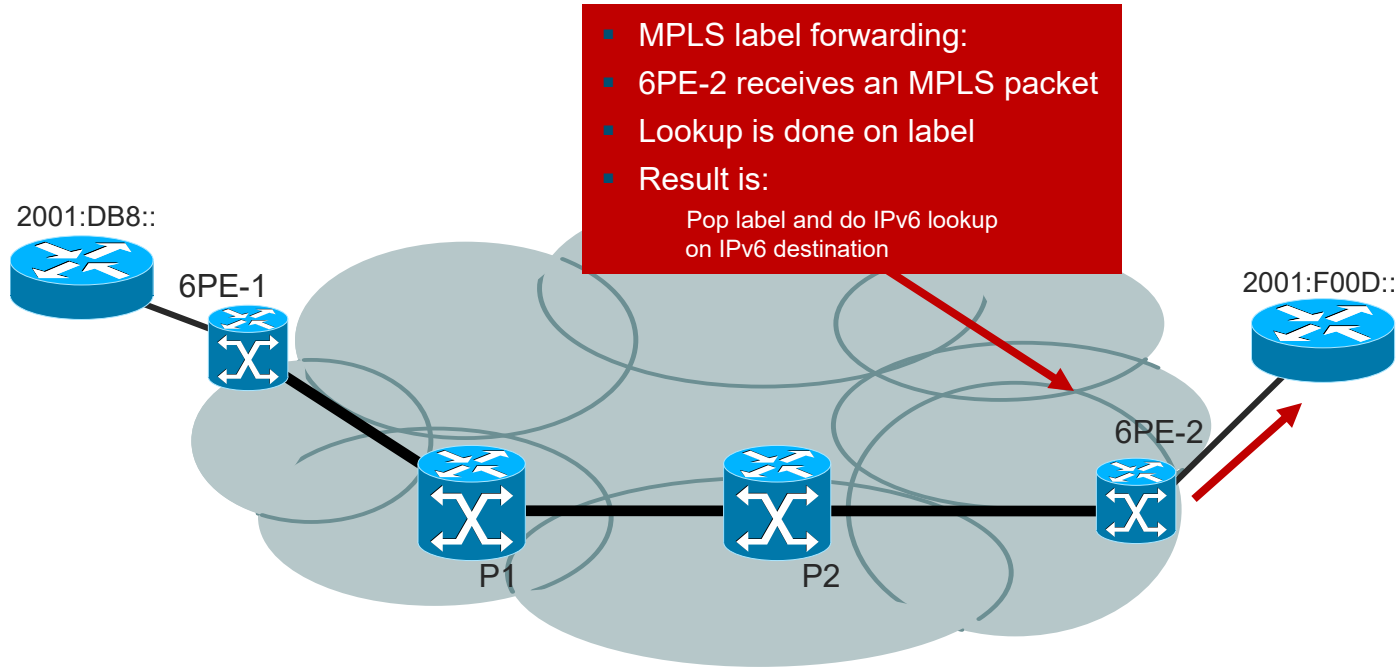 MPLS label forwarding:
6PE-2 receives an MPLS packet
Lookup is done on label
Result is:
Pop label and do IPv6 lookup
on IPv6 destination
2001:DB8::
6PE-1
2001:F00D::
6PE-2
P1
P2